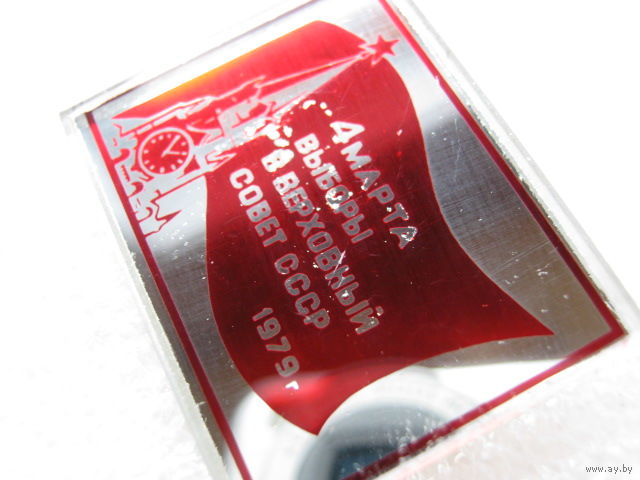 4 МАРТА
ВЫБОРЫ
В ВЕРХОВНЫЙ
СОВЕТ СССР
1979 г
www.ay.by